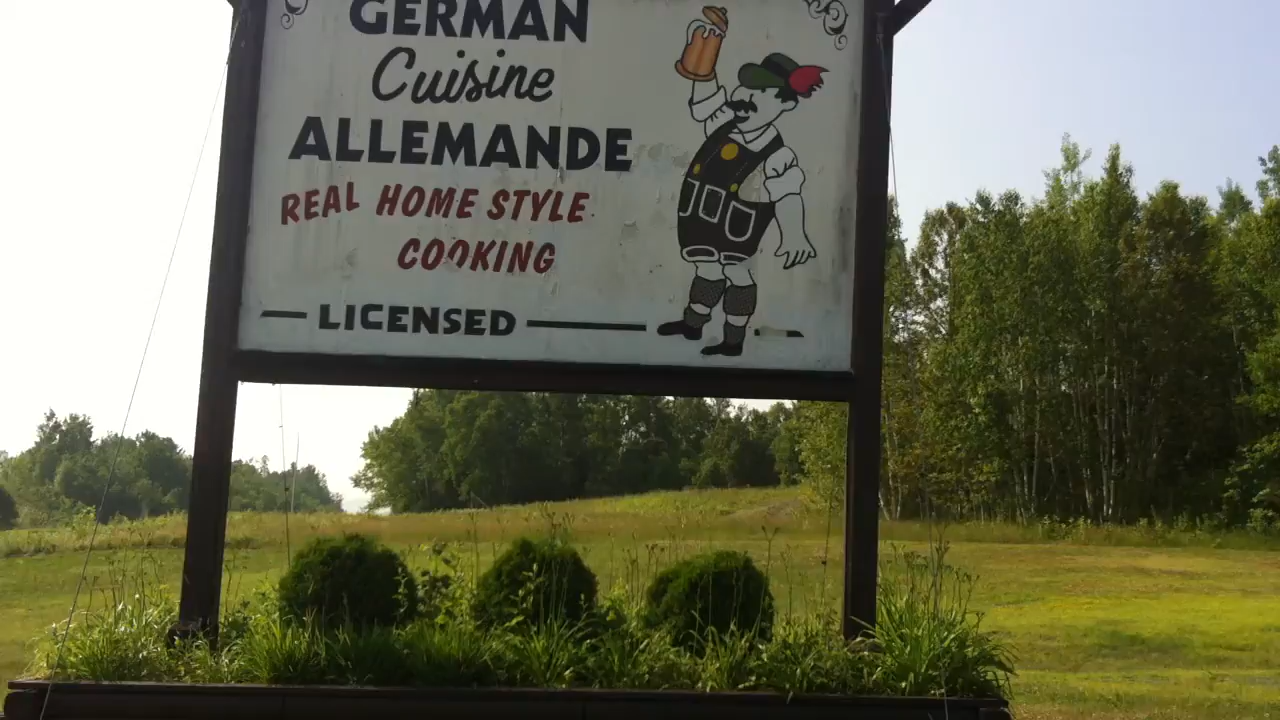 GERMAN
Cuisine
ALLEMANDE
REAL HOME STYLE
COOKING
LICENSED